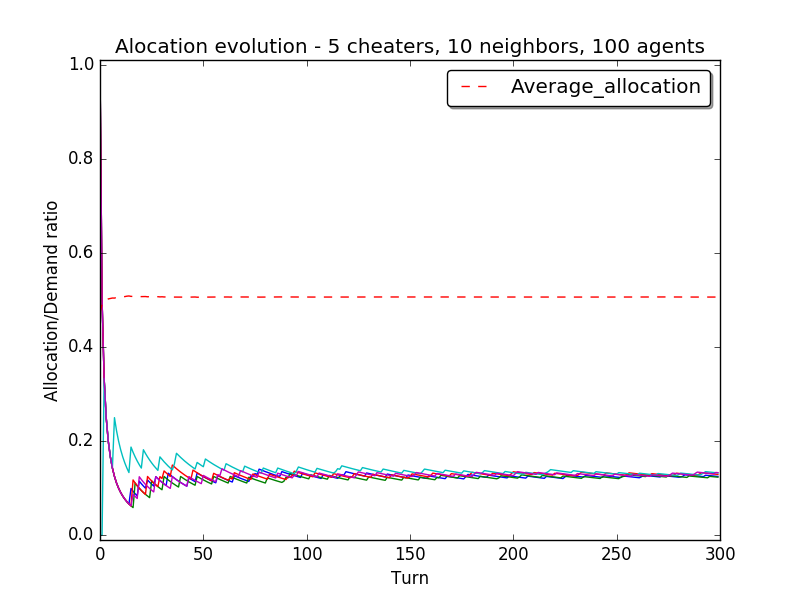 Alocation evolution - 5 cheaters, 10 neighbors, 100 agents
Average_allocation
1.0
0.8
0.6
0.4
0.2
0.0
Allocation/Demand ratio
0 50 100 150 200 250 300
Turn